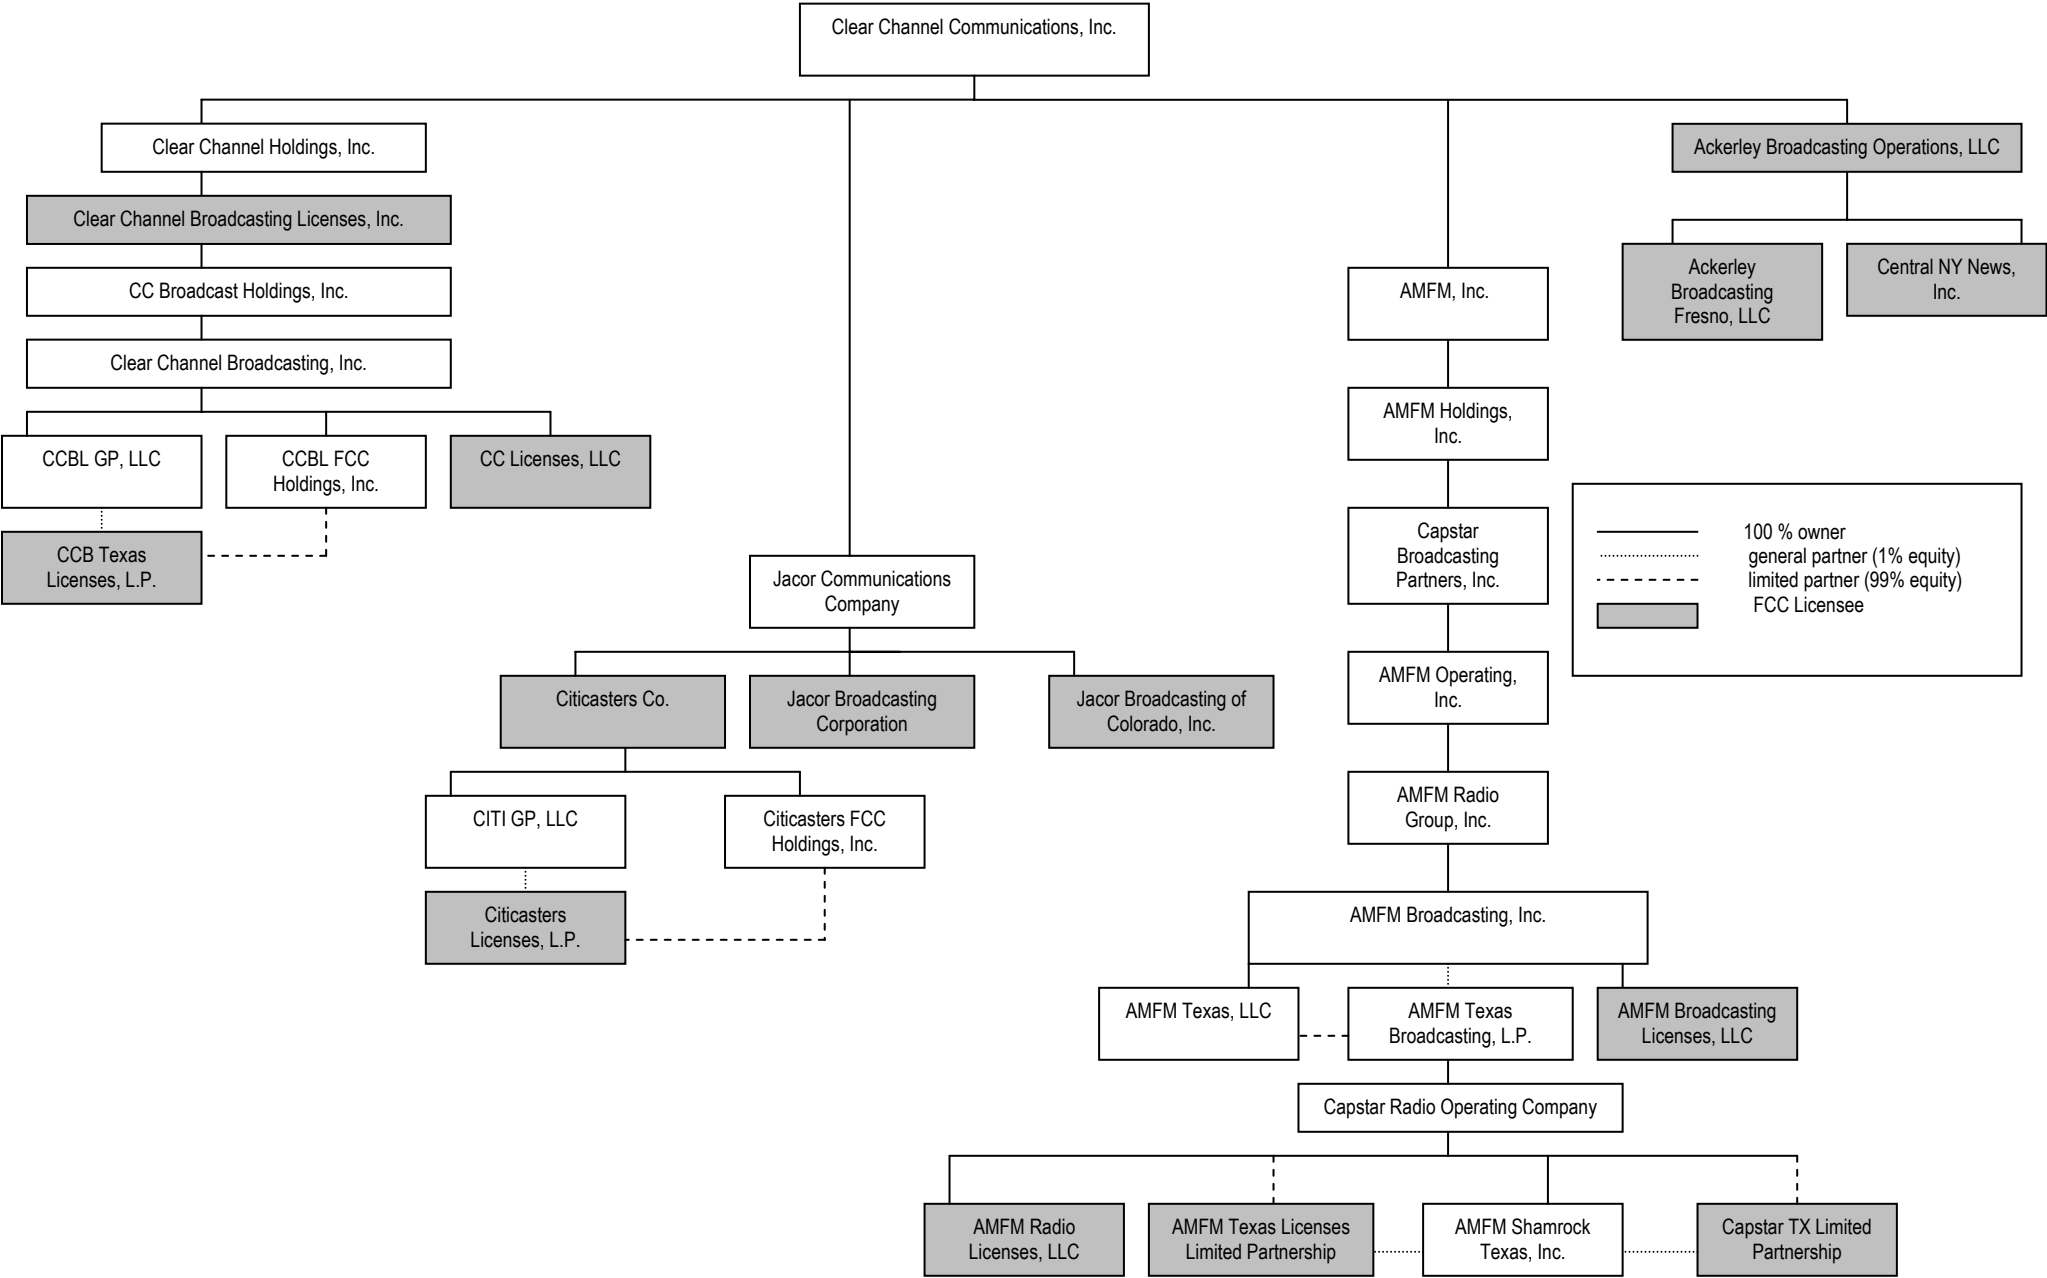 Clear Channel Communications, Inc.
Clear Channel Holdings, Inc.
Ackerley Broadcasting Operations, LLC
Clear Channel Broadcasting Licenses, Inc.
Ackerley
Broadcasting
Fresno, LLC
Central NY News,
Inc.
CC Broadcast Holdings, Inc.
AMFM, Inc.
Clear Channel Broadcasting, Inc.
AMFM Holdings,
Inc.
CCBL GP, LLC
CCBL FCC
Holdings, Inc.
CC Licenses, LLC
CCB Texas
Licenses, L.P.
Capstar
Broadcasting
Partners, Inc.
100 % owner
general partner (1% equity)
limited partner (99% equity)
FCC Licensee
Jacor Communications
Company
AMFM Operating,
Inc.
Citicasters Co.
Jacor Broadcasting
Corporation
Jacor Broadcasting of
Colorado, Inc.
AMFM Radio
Group, Inc.
CITI GP, LLC
Citicasters FCC
Holdings, Inc.
Citicasters
Licenses, L.P.
AMFM Broadcasting, Inc.
AMFM Texas, LLC
AMFM Texas
Broadcasting, L.P.
AMFM Broadcasting
Licenses, LLC
Capstar Radio Operating Company
AMFM Radio
Licenses, LLC
AMFM Texas Licenses
Limited Partnership
AMFM Shamrock
Texas, Inc.
Capstar TX Limited
Partnership